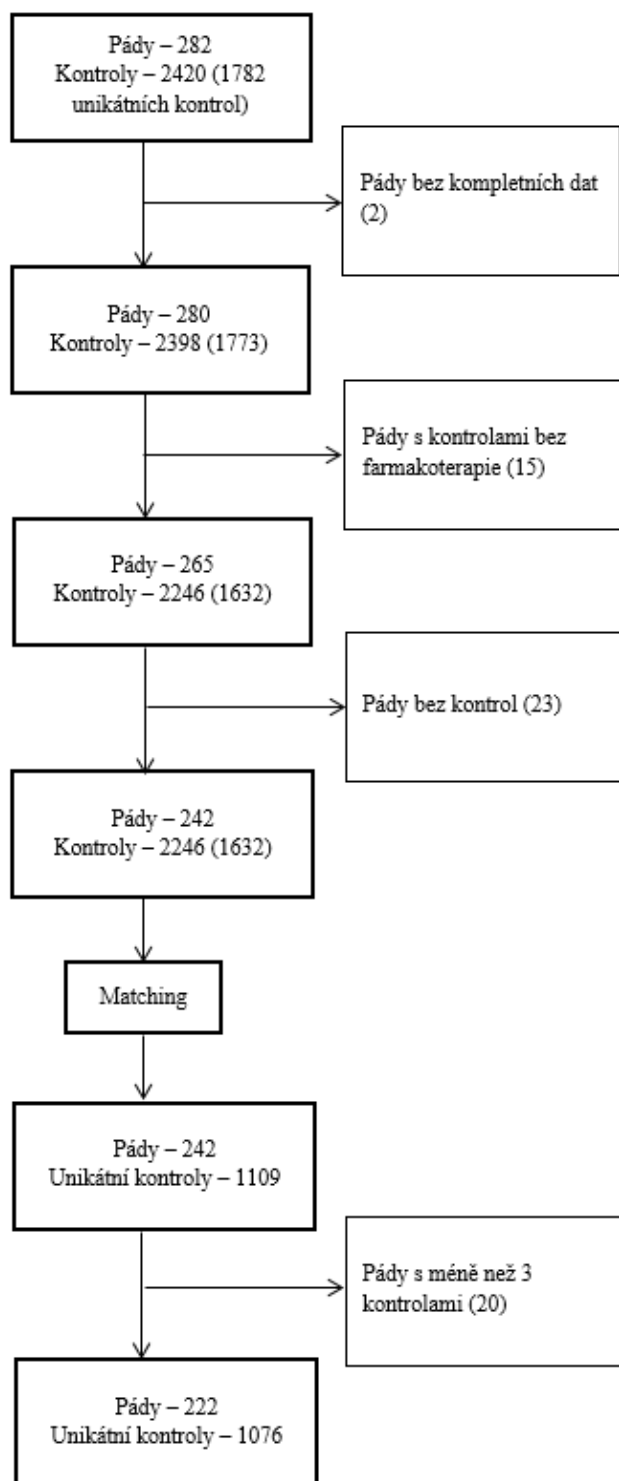 Pády – 282
Kontroly – 2420 (1782
unikátních kontrol)
Pády bez kompletních dat
(2)
Pády – 280
Kontroly – 2398 (1773)
Pády s kontrolami bez
farmakoterapie (15)
Pády – 265
Kontroly – 2246 (1632)
Pády bez kontrol (23)
Pády – 242
Kontroly – 2246 (1632)
Matching
Pády – 242
Unikátní kontroly – 1109
Pády s méně než 3
kontrolami (20)
Pády – 222
Unikátní kontroly – 1076